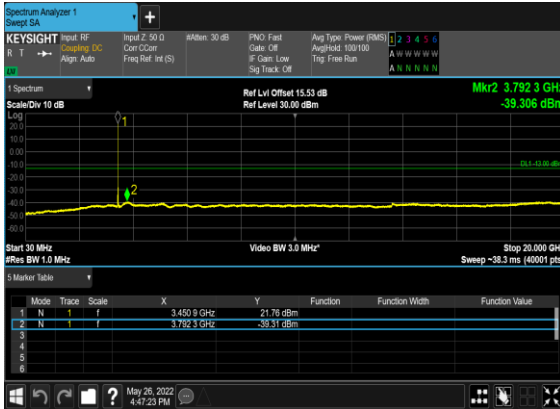 Spectrum Analyzer 1
Swept SA
+
KEYSIGHT Input: RF Input Z: 50 Ω #Atten: 30 dB PNO: Fast Avg Type: Power (RMS) 1 2 3 4 5 6
R T Coupling: DC Corr CCorr Gate: Off Avg|Hold: 100/100 A W W W W W
Align: Auto Freq Ref: Int (S) IF Gain: Low Trig: Free Run
Sig Track: Off A N N N N N
1 Spectrum Ref Lvl Offset 15.53 dB Mkr2 3.792 3 GHz
Scale/Div 10 dB Ref Level 30.00 dBm -39.306 dBm
Log
1
20.0
10.0
0.00
-10.0
DL1 -13.00 dBm
-20.0
-30.0
2
-40.0
-50.0
-60.0
Start 30 MHz Video BW 3.0 MHz* Stop 20.000 GHz
#Res BW 1.0 MHz Sweep ~38.3 ms (40001 pts)
5 Marker Table
Mode Trace Scale X Y Function Function Width Function Value
1 N 1 f 3.450 9 GHz 21.76 dBm
2 N 1 f 3.792 3 GHz -39.31 dBm
3
4
5
6
? May 26, 2022
4:47:23 PM